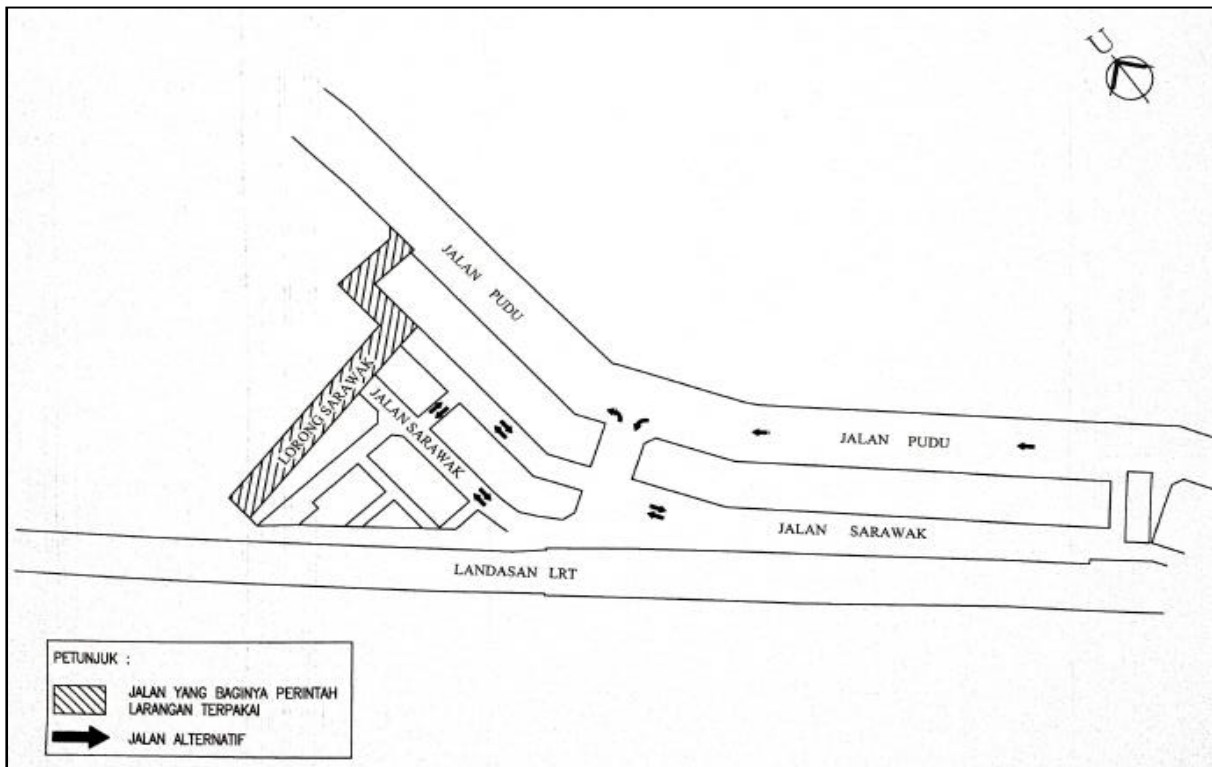 U
JALAN PUDU
LORONG SARAWAK
JALAN SARAWAK
JALAN PUDU
JALAN SARAWAK
LANDASAN LRT
PETUNJUK :
JALAN YANG BAGINYA PERINTAH
LARANGAN TERPAKAI
JALAN ALTERNATIF